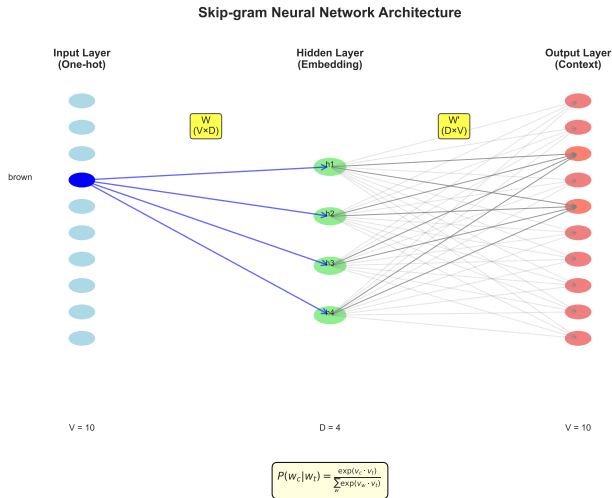 Skip-gram Neural Network Architecture
Input Layer
(One-hot)
Hidden Layer
(Embedding)
Output Layer
(Context)
W
(V×D)
W'
(D×V)
brown
h1
h2
h3
h4
V = 10
D = 4
V = 10
P(w_c|w_t) = exp(v_c · v_t) / ∑_w exp(v_w · v_t)